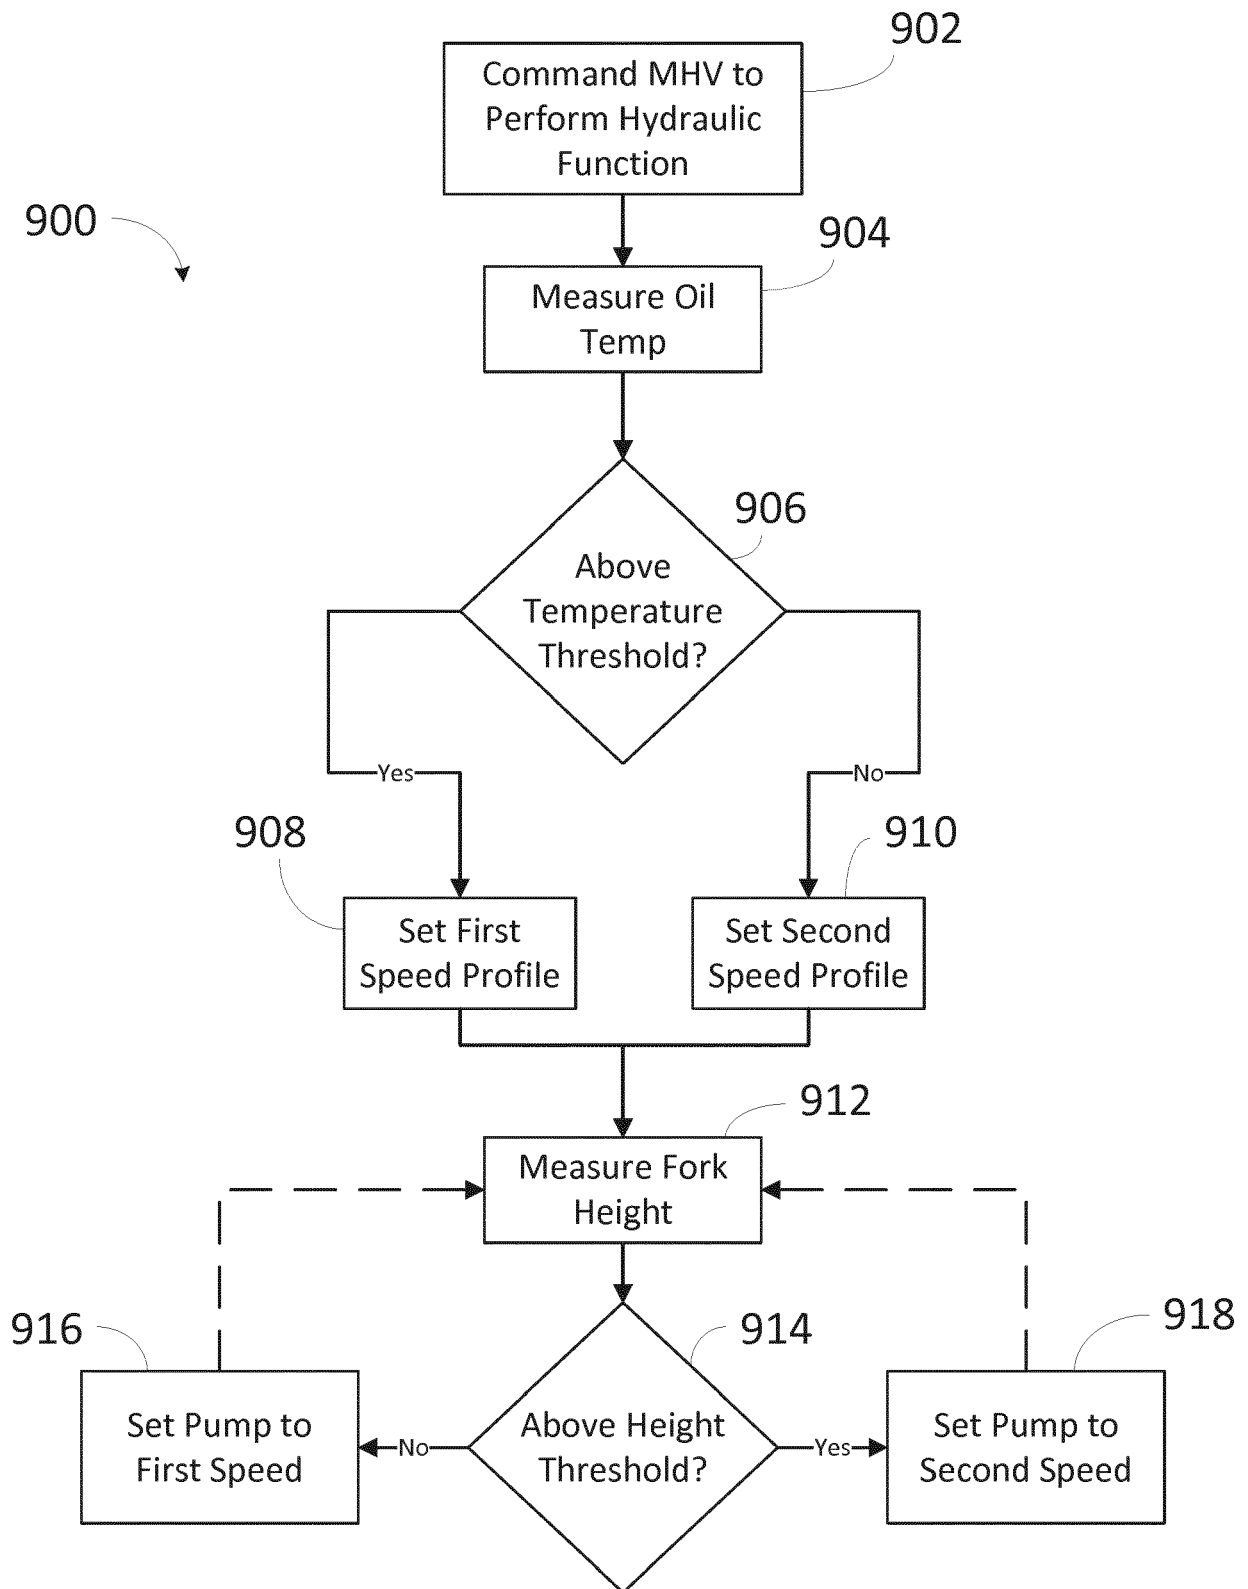 902
Command MHV to
Perform Hydraulic
Function
900
904
Measure Oil
Temp
906
Above
Temperature
Threshold?
Yes
No
908
910
Set First
Speed Profile
Set Second
Speed Profile
912
Measure Fork
Height
916
914
918
Set Pump to
First Speed
No
Above Height
Threshold?
Yes
Set Pump to
Second Speed